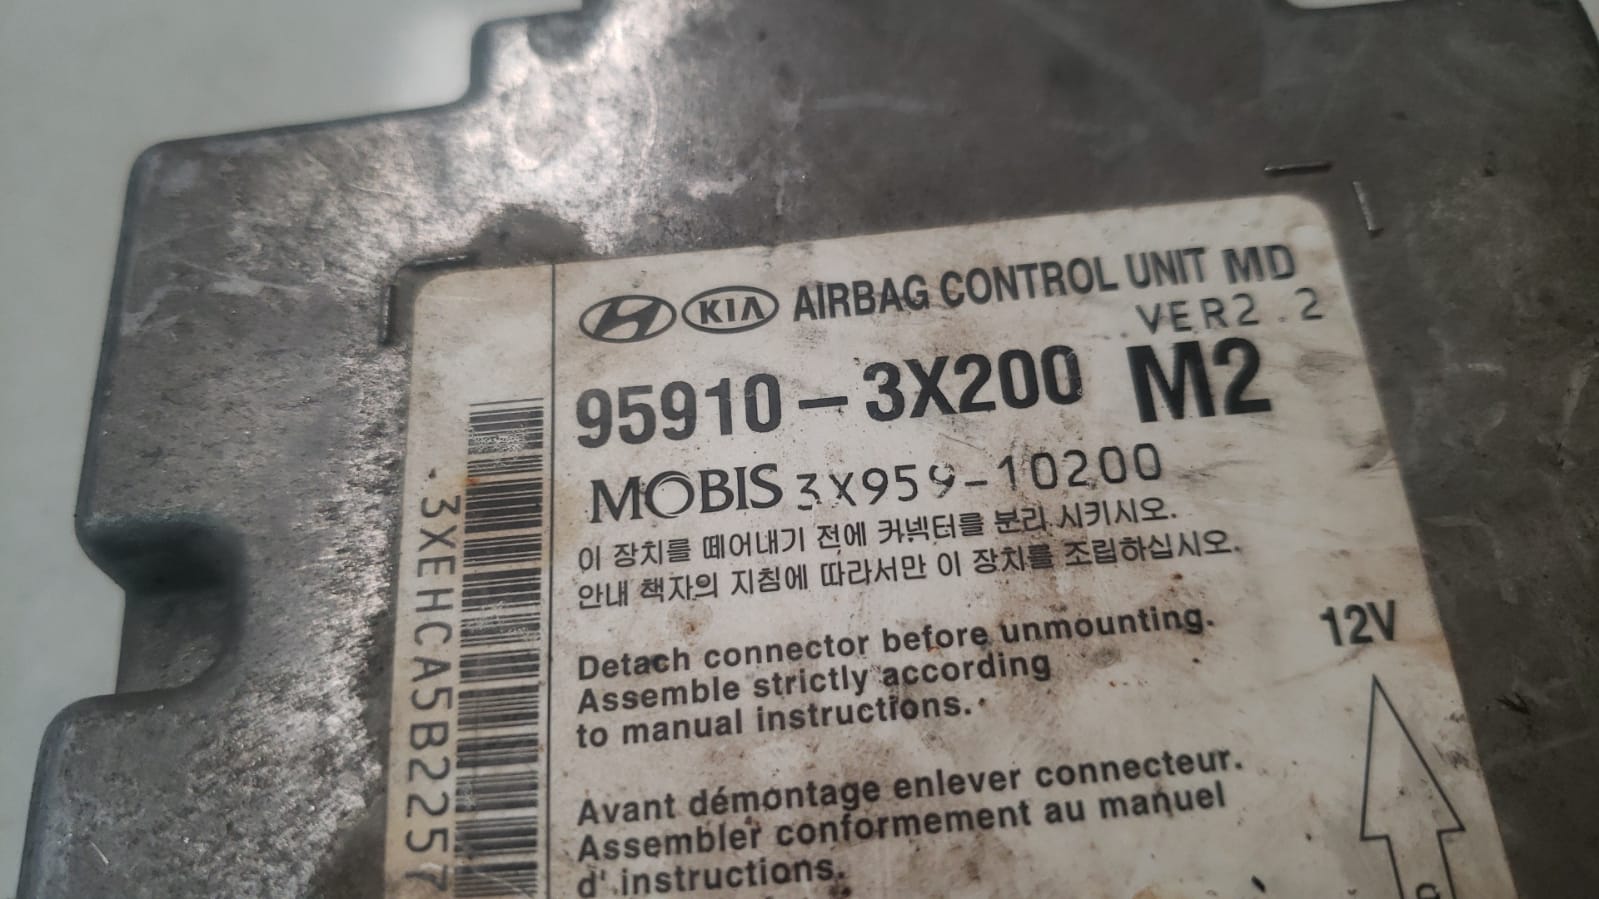 KIA AIRBAG CONTROL UNIT MD
.VER2.2
95910-3X200 M2
MOBIS 3X959-10200
이 장치를 떼어내기 전에 커넥터를 분리 시키시오.
안내 책자의 지침에 따라서만 이 장치를 조립하십시오.
Detach connector before unmounting.
Assemble strictly according
to manual instructions.
12V
Avant démontage enlever connecteur.
Assembler conformement au manuel
d' instructions.
3XEHCA5B2257